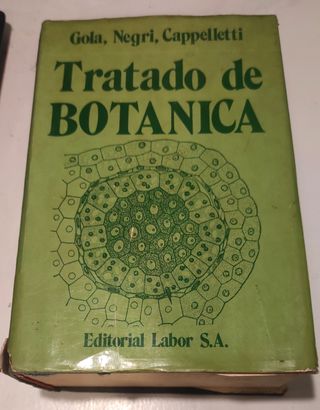 Gola, Negri, Cappelletti
Tratado de
BOTANICA
Editorial Labor S.A.